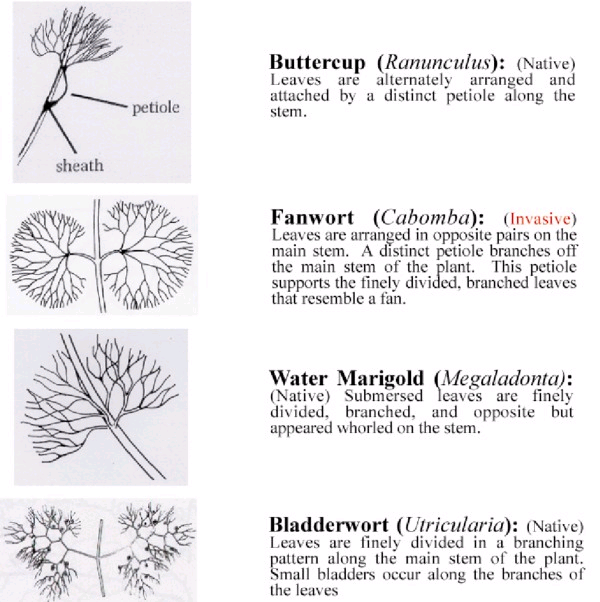 petiole
sheath
Buttercup (Ranunculus): (Native)
Leaves are alternately arranged and
attached by a distinct petiole along the
stem.
Fanwort (Cabomba): (Invasive)
Leaves are arranged in opposite pairs on the
main stem. A distinct petiole branches off
the main stem of the plant. This petiole
supports the finely divided, branched leaves
that resemble a fan.
Water Marigold (Megaladonta):
(Native) Submersed leaves are finely
divided, branched, and opposite but
appeared whorled on the stem.
Bladderwort (Utricularia): (Native)
Leaves are finely divided in a branching
pattern along the main stem of the plant.
Small bladders occur along the branches of
the leaves